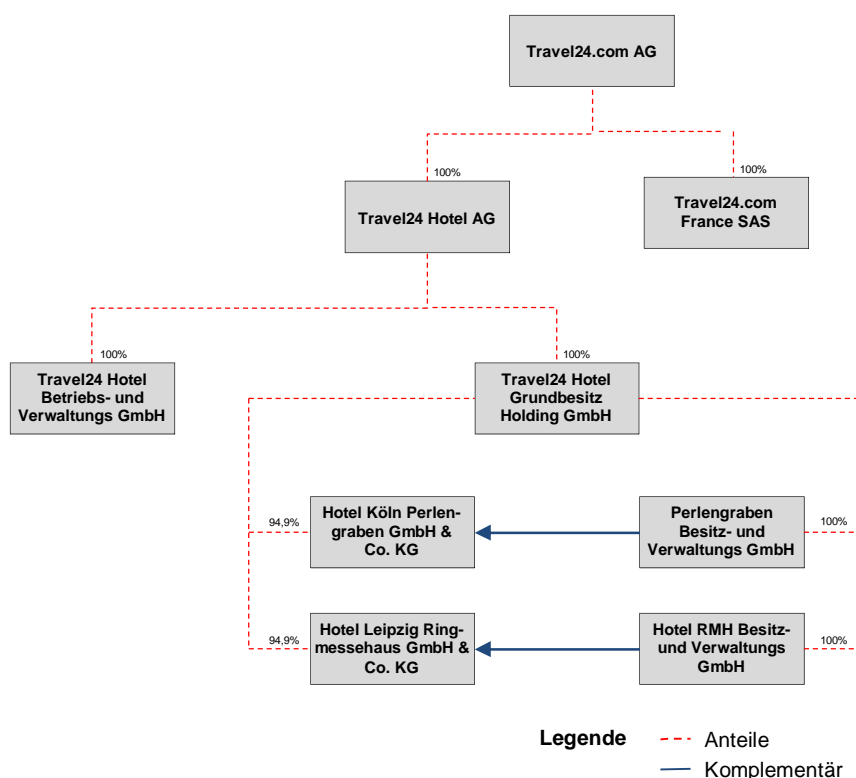 Travel24.com AG
100%
100%
Travel24 Hotel AG
Travel24.com
France SAS
100%
100%
Travel24 Hotel
Betriebs- und
Verwaltungs GmbH
Travel24 Hotel
Grundbesitz
Holding GmbH
94,9%
Hotel Köln Perlen-
graben GmbH &
Co. KG
Perlengraben
Besitz- und
Verwaltungs GmbH
100%
94,9%
Hotel Leipzig Ring-
messehaus GmbH &
Co. KG
Hotel RMH Besitz-
und Verwaltungs
GmbH
100%
Legende
Anteile
Komplementär